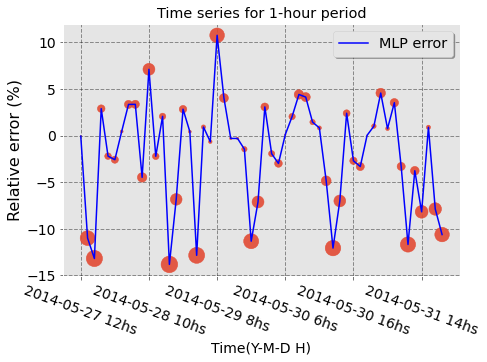 Time series for 1-hour period
MLP error
Relative error (%)
10
5
0
−5
−10
−15
2014-05-27 12hs
2014-05-28 10hs
2014-05-29 8hs
2014-05-30 6hs
2014-05-30 16hs
2014-05-31 14hs
Time(Y-M-D H)